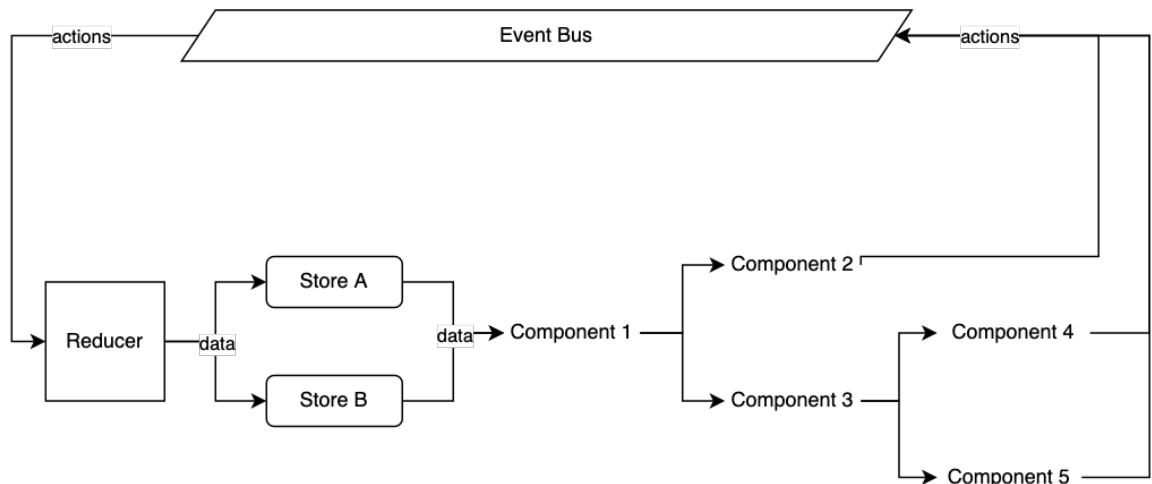 actions
Event Bus
actions
Component 2
Store A
Reducer
data
data
Component 1
Component 4
Store B
Component 3
Component 5